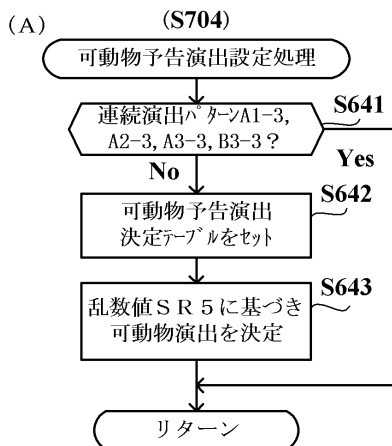 (A)
(S704)
可動物予告演出設定処理
連続演出パターンA1-3,
A2-3, A3-3, B3-3？
S641
No
Yes
可動物予告演出
決定テーブルをセット
S642
乱数値ＳＲ５に基づき
可動物演出を決定
S643
リターン